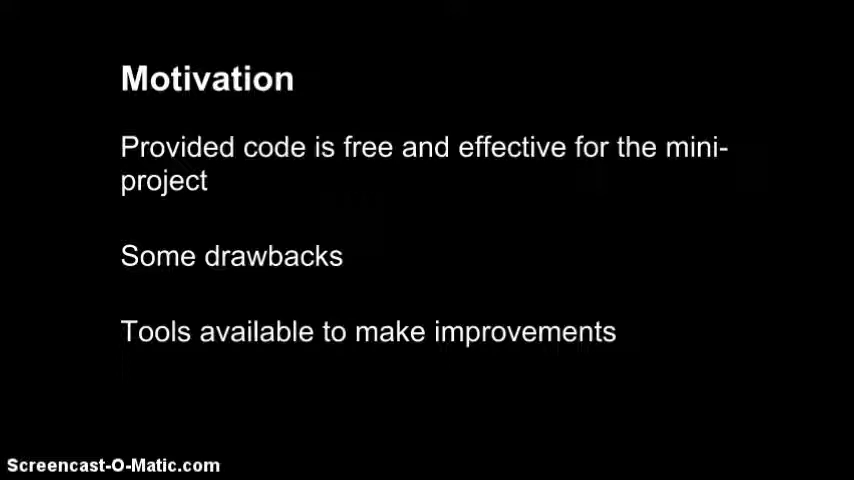 Motivation
Provided code is free and effective for the mini-
project
Some drawbacks
Tools available to make improvements
Screencast-O-Matic.com